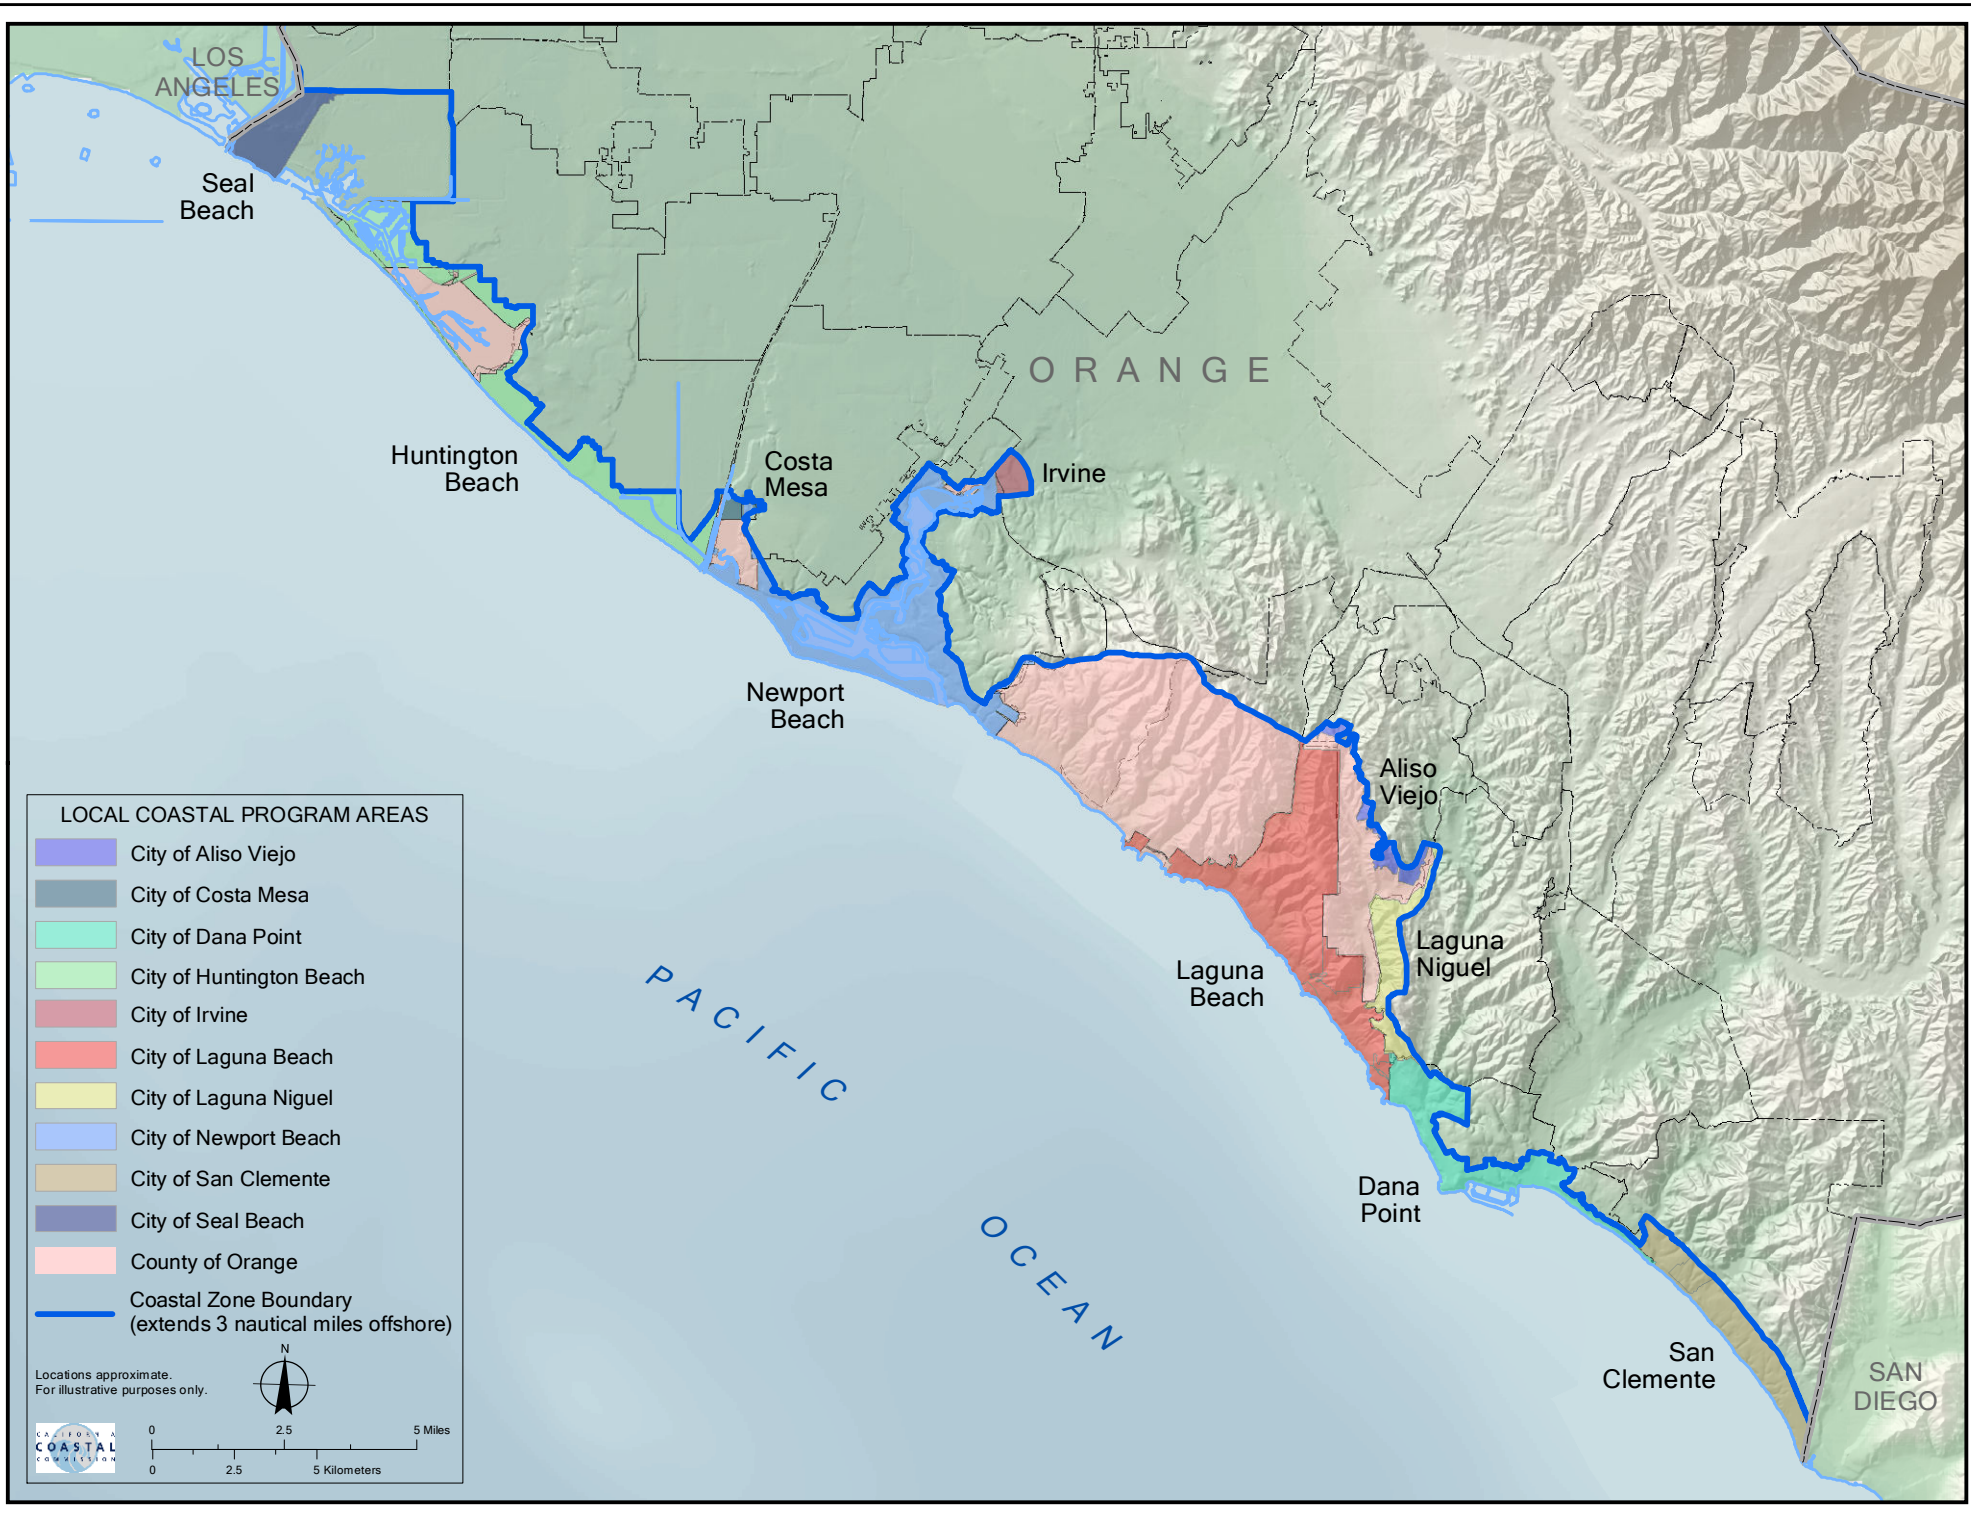 LOS
ANGELES
Seal
Beach
ORANGE
Huntington
Beach
Costa
Mesa
Irvine
Newport
Beach
Aliso
Viejo
Laguna
Niguel
Laguna
Beach
PACIFIC
OCEAN
Dana
Point
San
Clemente
SAN
DIEGO
LOCAL COASTAL PROGRAM AREAS
City of Aliso Viejo
City of Costa Mesa
City of Dana Point
City of Huntington Beach
City of Irvine
City of Laguna Beach
City of Laguna Niguel
City of Newport Beach
City of San Clemente
City of Seal Beach
County of Orange
Coastal Zone Boundary
(extends 3 nautical miles offshore)
N
Locations approximate.
For illustrative purposes only.
CALIFORNIA
COASTAL
COMMISSION
0 2.5 5 Miles
0 2.5 5 Kilometers